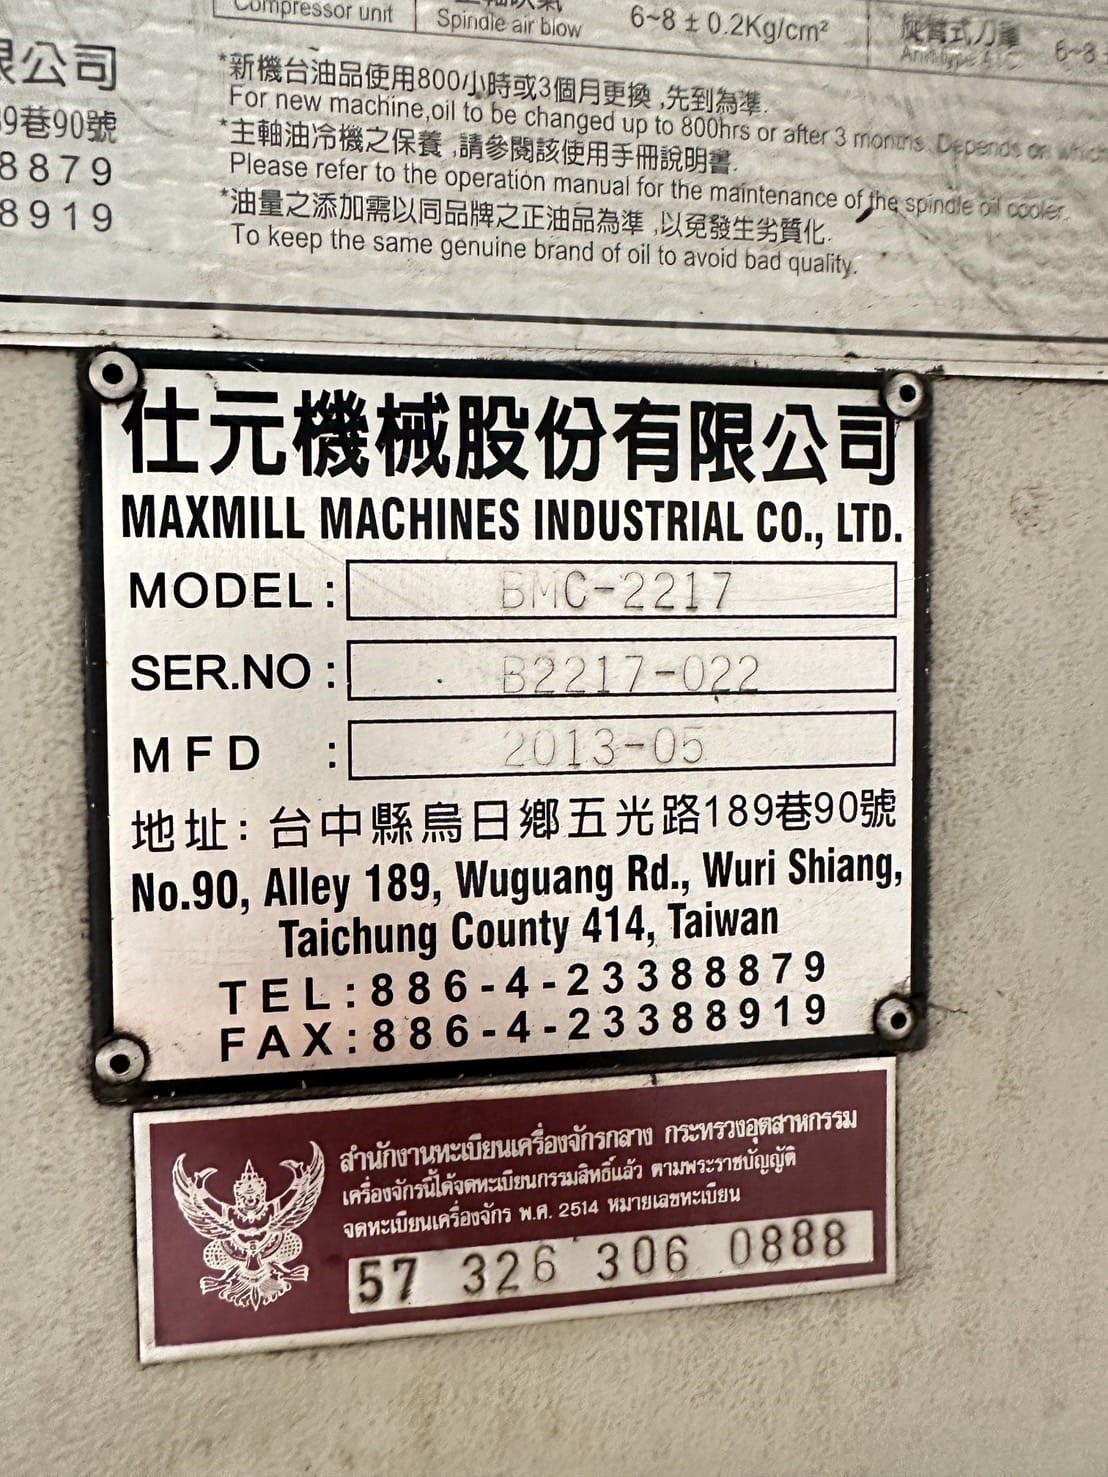 Compressor unit
Spindle air blow
6~8 ± 0.2Kg/cm²
旋臂式刀庫
6~8
限公司
89巷90號
8879
8919
*新機台油品使用800小時或3個月更換 ,先到為準.
For new machine,oil to be changed up to 800hrs or after 3 months. Depends on which
*主軸油冷機之保養 ,請參閱該使用手冊說明書.
Please refer to the operation manual for the maintenance of the spindle oil cooler.
*油量之添加需以同品牌之正油品為準 ,以免發生劣質化.
To keep the same genuine brand of oil to avoid bad quality.
仕元機械股份有限公司
MAXMILL MACHINES INDUSTRIAL CO., LTD.
MODEL: BMC-2217
SER.NO: B2217-022
MFD : 2013-05
地址: 台中縣烏日鄉五光路189巷90號
No.90, Alley 189, Wuguang Rd., Wuri Shiang,
Taichung County 414, Taiwan
TEL:886-4-23388879
FAX:886-4-23388919
สำนักงานทะเบียนเครื่องจักรกลาง กระทรวงอุตสาหกรรม
เครื่องจักรนี้ได้จดทะเบียนกรรมสิทธิ์แล้ว ตามพระราชบัญญัติ
จดทะเบียนเครื่องจักร พ.ศ. 2514 หมายเลขทะเบียน
57 326 306 0888